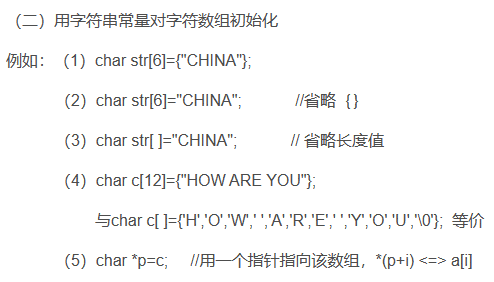 （二）用字符串常量对字符数组初始化
例如：（1）char str[6]={"CHINA"};
（2）char str[6]="CHINA"; //省略｛｝
（3）char str[ ]="CHINA"; // 省略长度值
（4）char c[12]={"HOW ARE YOU"};
与char c[ ]={'H','O','W',' ','A','R','E',' ','Y','O','U','\0'}; 等价
（5）char *p=c; //用一个指针指向该数组，*(p+i) <=> a[i]